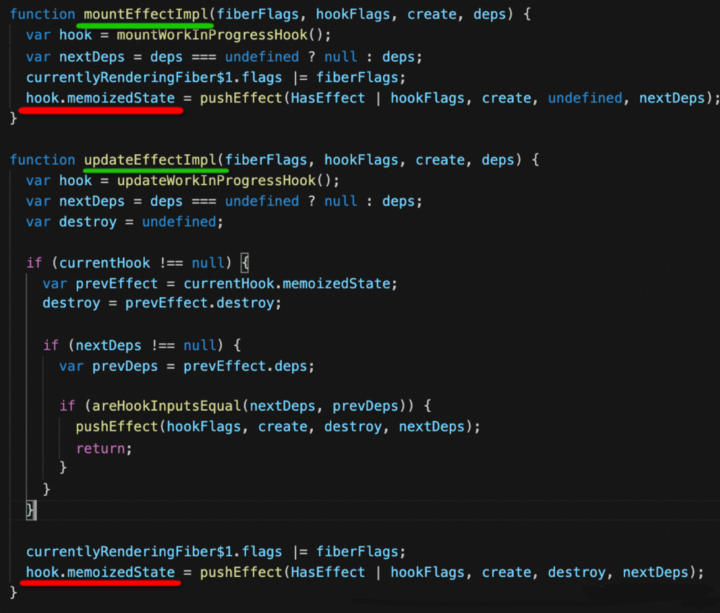 function mountEffectImpl(fiberFlags, hookFlags, create, deps) {
var hook = mountWorkInProgressHook();
var nextDeps = deps === undefined ? null : deps;
currentlyRenderingFiber$1.flags |= fiberFlags;
hook.memoizedState = pushEffect(HasEffect | hookFlags, create, undefined, nextDeps);
}
function updateEffectImpl(fiberFlags, hookFlags, create, deps) {
var hook = updateWorkInProgressHook();
var nextDeps = deps === undefined ? null : deps;
var destroy = undefined;
if (currentHook !== null) {
var prevEffect = currentHook.memoizedState;
destroy = prevEffect.destroy;
if (nextDeps !== null) {
var prevDeps = prevEffect.deps;
if (areHookInputsEqual(nextDeps, prevDeps)) {
pushEffect(hookFlags, create, destroy, nextDeps);
return;
}
}
}
currentlyRenderingFiber$1.flags |= fiberFlags;
hook.memoizedState = pushEffect(HasEffect | hookFlags, create, destroy, nextDeps);
}